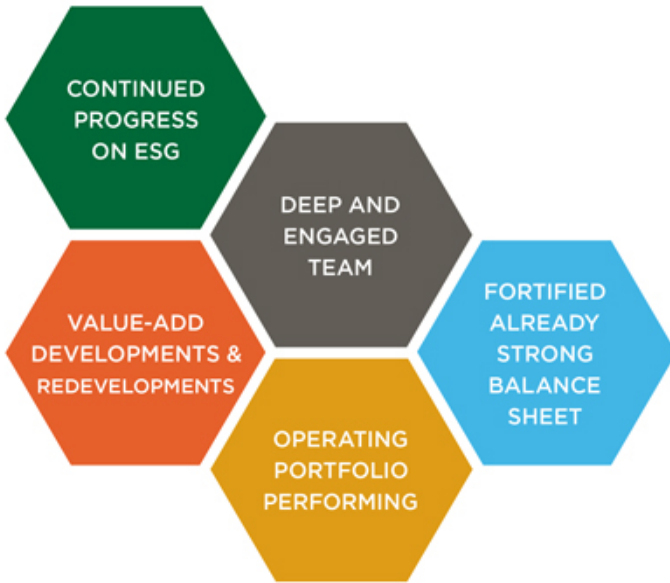 CONTINUED
PROGRESS
ON ESG
DEEP AND
ENGAGED
TEAM
VALUE-ADD
DEVELOPMENTS &
REDEVELOPMENTS
FORTIFIED
ALREADY
STRONG
BALANCE
SHEET
OPERATING
PORTFOLIO
PERFORMING